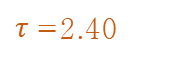 τ = 2.40